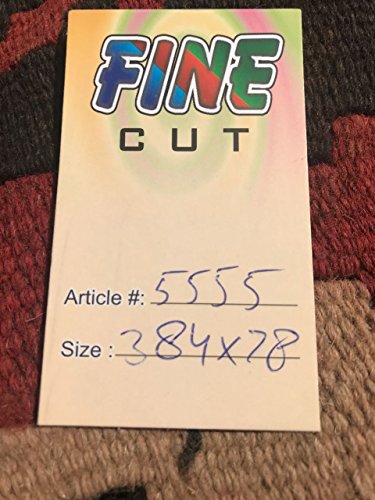 FINE
CUT
Article #: 5555
Size : 384x78